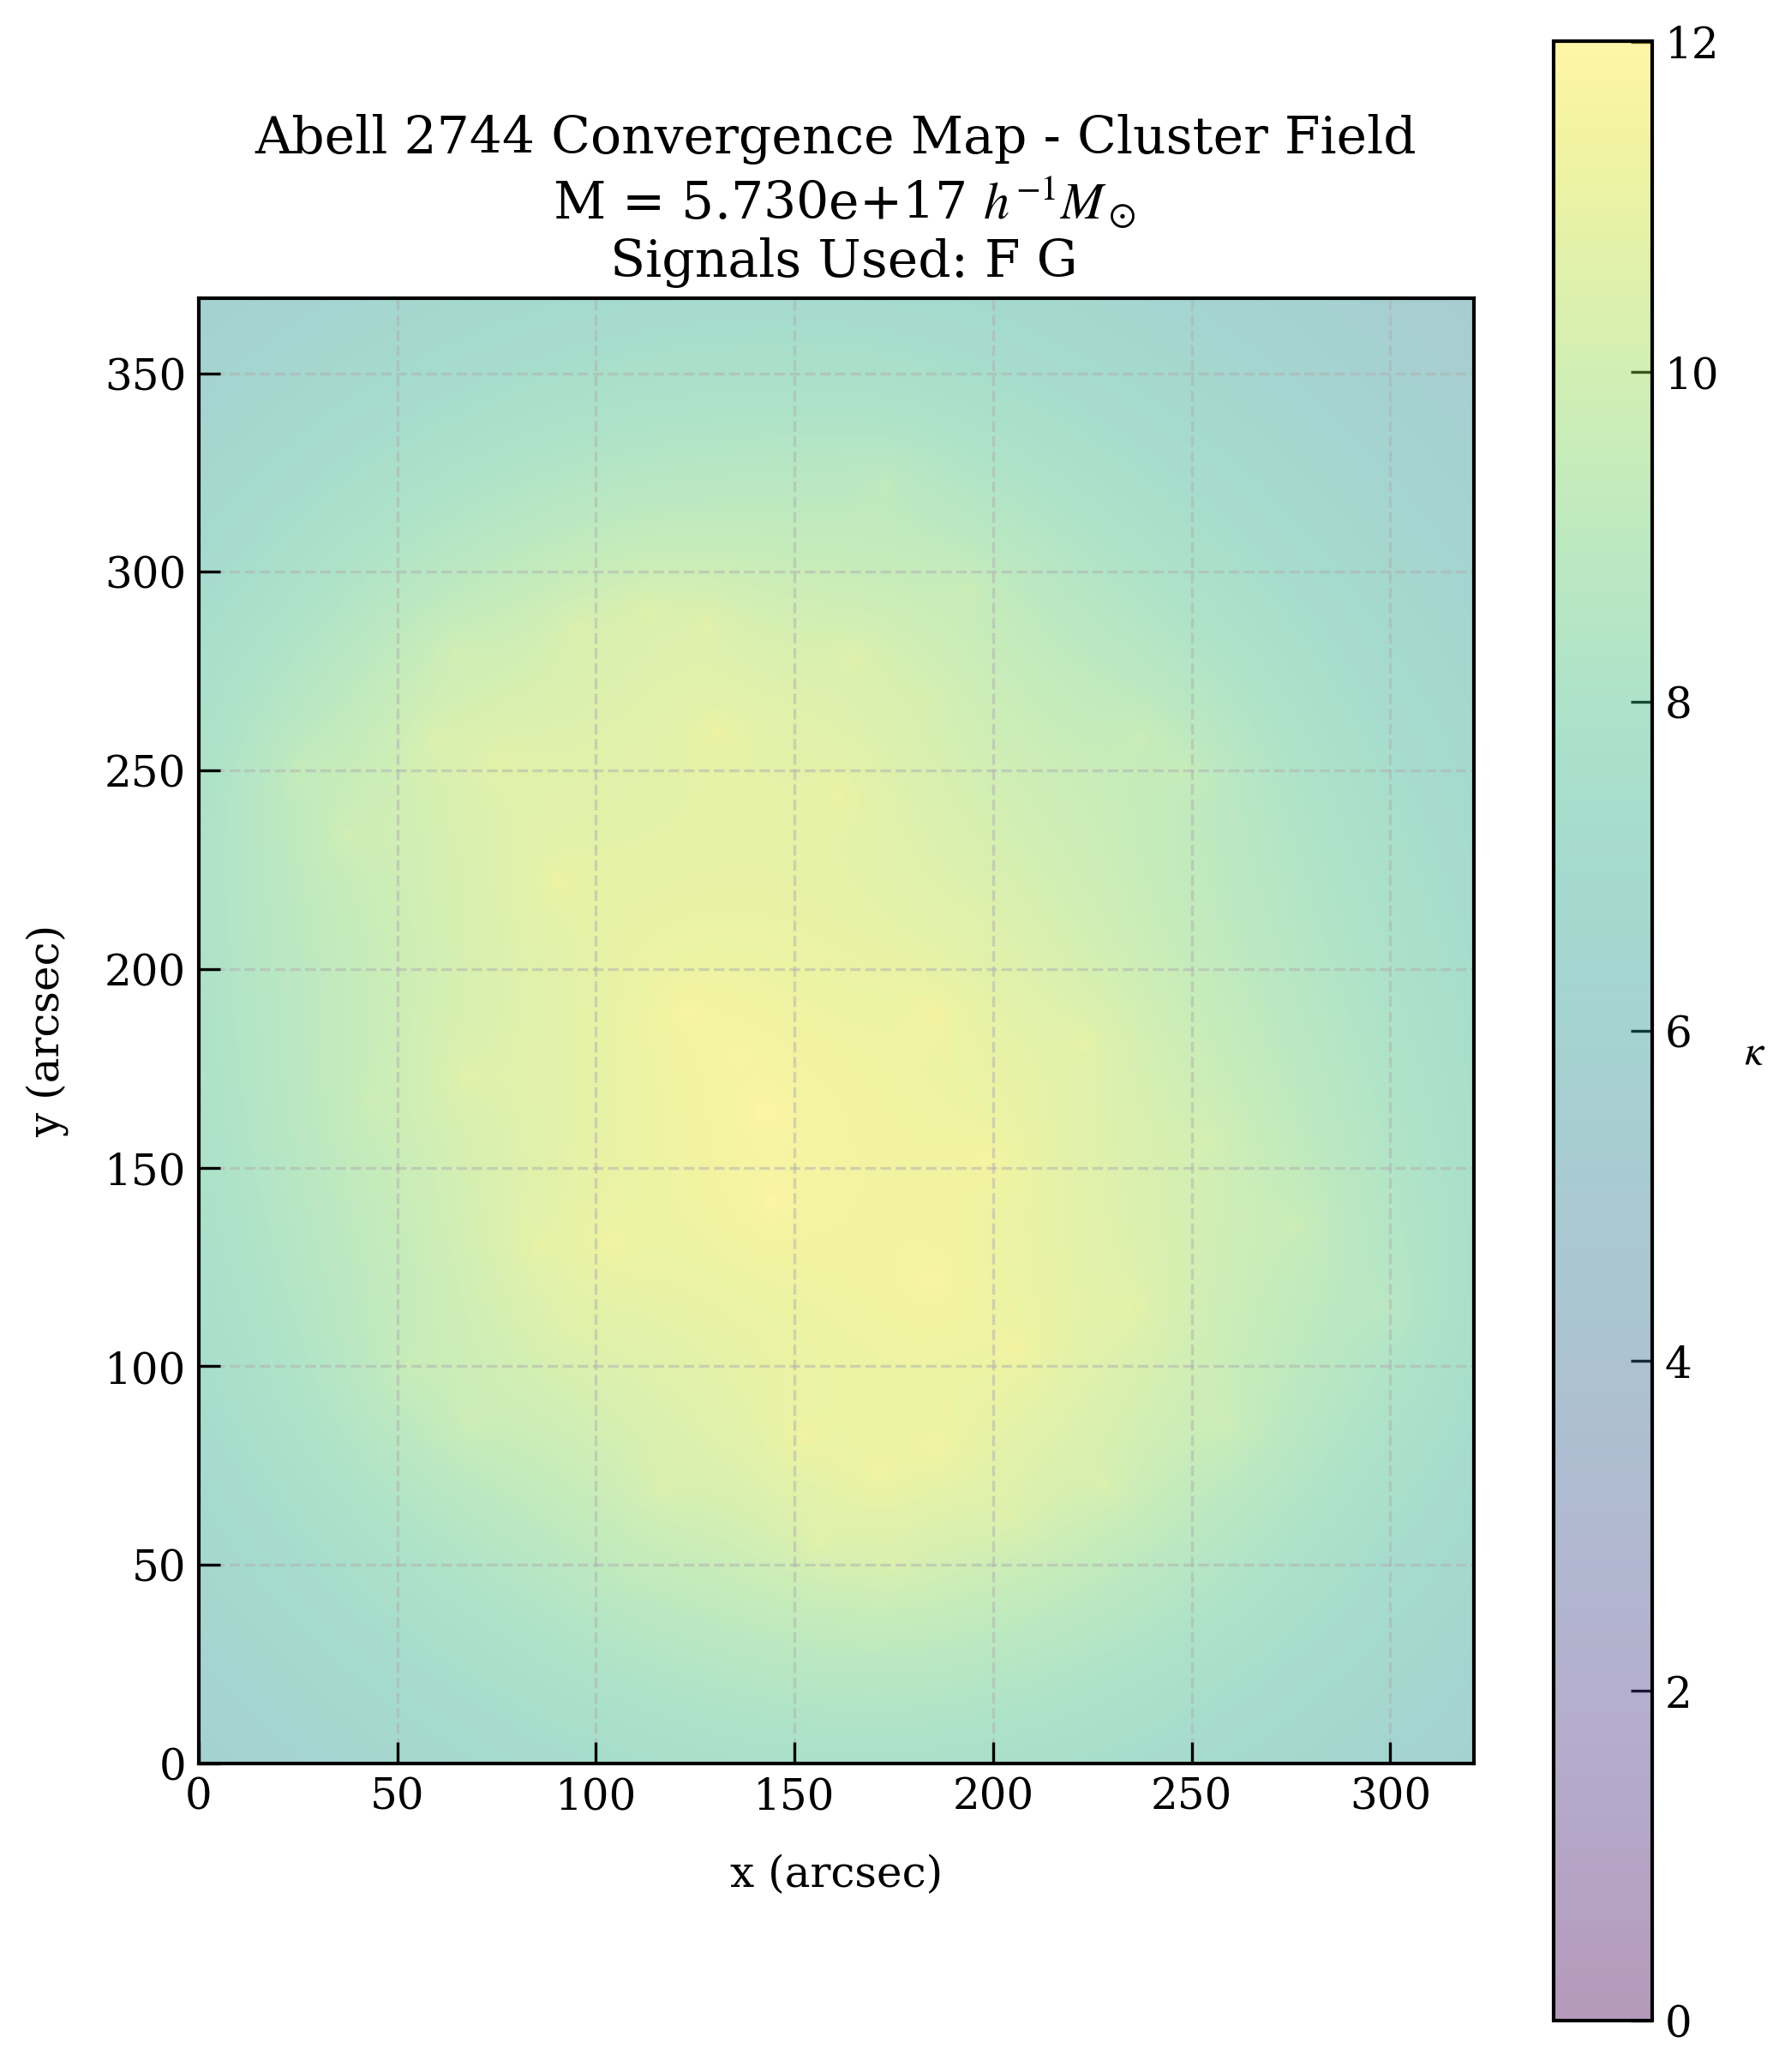 Abell 2744 Convergence Map - Cluster Field
M = 5.730e+17 h⁻¹M⊙
Signals Used: F G
12
10
8
6
4
2
0
κ
350
300
250
200
150
100
50
0
y (arcsec)
0 50 100 150 200 250 300
x (arcsec)